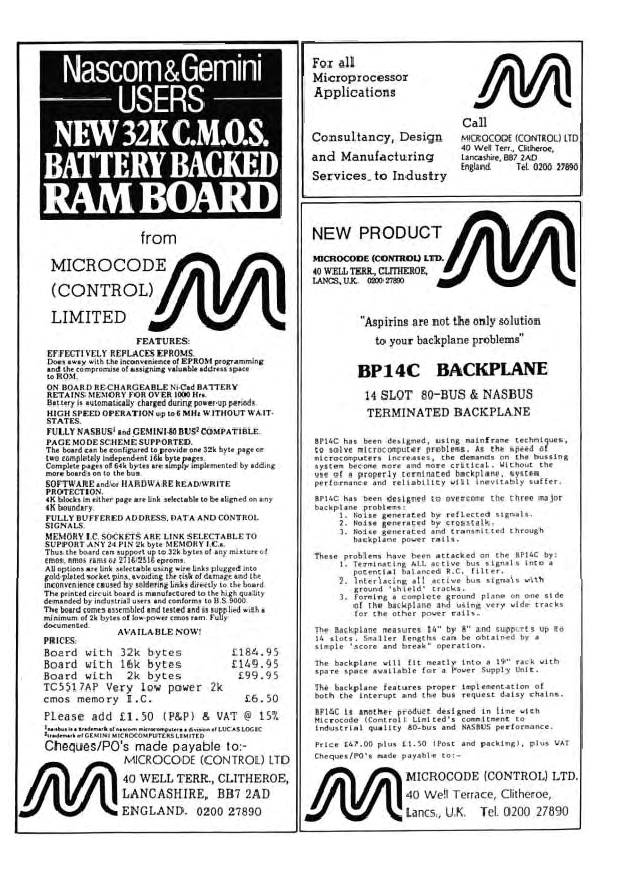 Nascom & Gemini
USERS
NEW 32K C.M.O.S.
BATTERY BACKED
RAM BOARD
from
MICROCODE
(CONTROL)
LIMITED
FEATURES:
EFFECTIVELY REPLACES EPROMS.
Does away with the inconvenience of EPROM programming
and the compromise of assigning valuable address space
to ROM.
ON BOARD RE-CHARGEABLE Ni-Cad BATTERY
RETAINS MEMORY FOR OVER 1000 Hrs.
Battery is automatically charged during power-up periods.
HIGH SPEED OPERATION up to 6 MHz WITHOUT WAIT-
STATES.
FULLY NASBUS¹ and GEMINI-80 BUS² COMPATIBLE.
PAGE MODE SCHEME SUPPORTED.
The board can be configured to provide one 32k byte page or
two completely independent 16k byte pages.
Complete pages of 64k bytes are simply implemented by adding
more boards on to the bus.
SOFTWARE and/or HARDWARE READ/WRITE
PROTECTION.
4K blocks in either page are link selectable to be aligned on any
4K boundary.
FULLY BUFFERED ADDRESS, DATA AND CONTROL
SIGNALS.
MEMORY I.C. SOCKETS ARE LINK SELECTABLE TO
SUPPORT ANY 24 PIN 2k byte MEMORY I.C.s.
Thus the board can support up to 32k bytes of any mixture of
cmos, nmos rams or 2716/2516 eproms.
All options are link selectable using wire links plugged into
gold-plated socket pins, avoiding the risk of damage and the
inconvenience caused by soldering links directly to the board.
The printed circuit board is manufactured to the high quality
demanded by industrial users and conforms to B.S.9000.
The board comes assembled and tested and is supplied with a
minimum of 2k bytes of low-power cmos ram. Fully
documented.
AVAILABLE NOW!
PRICES:
Board with 32k bytes £184.95
Board with 16k bytes £149.95
Board with 2k bytes £99.95
TC5517AP Very low power 2k
cmos memory I.C. £6.50
Please add £1.50 (P&P) & VAT @ 15%
¹nasbus is a trademark of nascom microcomputers a division of LUCAS LOGIC
²trademark of GEMINI MICROCOMPUTERS LIMITED
Cheques/PO's made payable to:-
MICROCODE (CONTROL) LTD
40 WELL TERR., CLITHEROE,
LANCASHIRE, BB7 2AD
ENGLAND. 0200 27890
For all
Microprocessor
Applications
Consultancy, Design
and Manufacturing
Services to Industry
Call
MICROCODE (CONTROL) LTD
40 Well Terr., Clitheroe,
Lancashire, BB7 2AD
England. Tel. 0200 27890
NEW PRODUCT
MICROCODE (CONTROL) LTD.
40 WELL TERR., CLITHEROE,
LANCS., U.K. 0200-27890
"Aspirins are not the only solution
to your backplane problems"
BP14C BACKPLANE
14 SLOT 80-BUS & NASBUS
TERMINATED BACKPLANE
BP14C has been designed, using mainframe techniques,
to solve microcomputer problems. As the speed of
microcomputers increases, the demands on the bussing
system become more and more critical. Without the
use of a properly terminated backplane, system
performance and reliability will inevitably suffer.
BP14C has been designed to overcome the three major
backplane problems:
1. Noise generated by reflected signals.
2. Noise generated by crosstalk.
3. Noise generated and transmitted through
backplane power rails.
These problems have been attacked on the BP14C by:
1. Terminating ALL active bus signals into a
potential balanced R.C. filter.
2. Interlacing all active bus signals with
ground 'shield' tracks.
3. Forming a complete ground plane on one side
of the backplane and using very wide tracks
for the other power rails.
The Backplane measures 14" by 8" and supports up to
14 slots. Smaller lengths can be obtained by a
simple 'score and break' operation.
The backplane will fit neatly into a 19" rack with
spare space available for a Power Supply Unit.
The backplane features proper implementation of
both the interupt and the bus request daisy chains.
BP14C is another product designed in line with
Microcode (Control) Limited's commitment to
industrial quality 80-bus and NASBUS performance.
Price £47.00 plus £1.50 (Post and packing), plus VAT
Cheques/PO's made payable to:-
MICROCODE (CONTROL) LTD.
40 Well Terrace, Clitheroe,
Lancs., U.K. Tel. 0200 27890